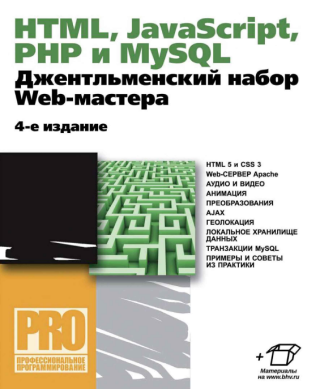 HTML, JavaScript,
PHP и MySQL
Джентльменский набор
Web-мастера
4-е издание
HTML 5 и CSS 3
Web-СЕРВЕР Apache
АУДИО И ВИДЕО
АНИМАЦИЯ
ПРЕОБРАЗОВАНИЯ
AJAX
ГЕОЛОКАЦИЯ
ЛОКАЛЬНОЕ ХРАНИЛИЩЕ
ДАННЫХ
ТРАНЗАКЦИИ MySQL
ПРИМЕРЫ И СОВЕТЫ
ИЗ ПРАКТИКИ
PRO
ПРОФЕССИОНАЛЬНОЕ
ПРОГРАММИРОВАНИЕ
+
Материалы
на www.bhv.ru